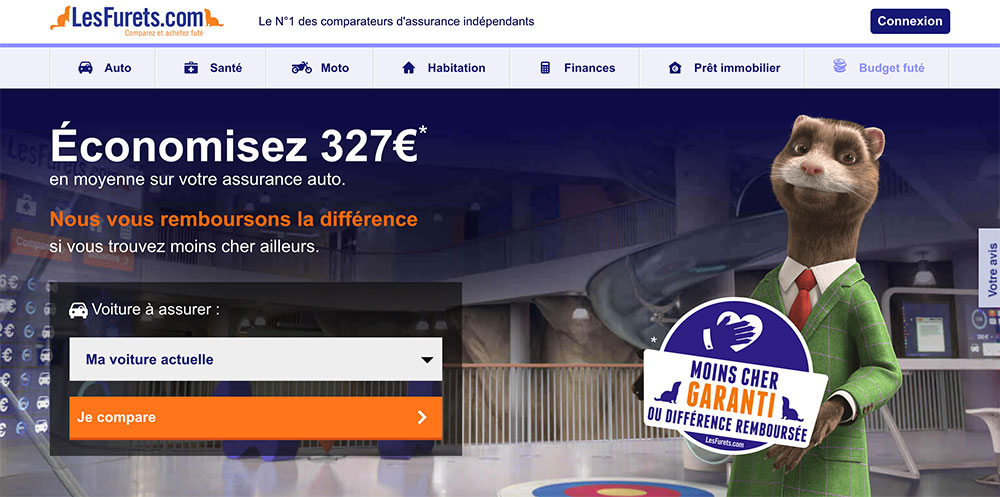 LesFurets.com
Comparez et achetez futé
Le N°1 des comparateurs d'assurance indépendants
Connexion
Auto
Santé
Moto
Habitation
Finances
Prêt immobilier
Budget futé
Économisez 327€*
en moyenne sur votre assurance auto.
Nous vous remboursons la différence
si vous trouvez moins cher ailleurs.
Voiture à assurer :
Ma voiture actuelle
Je compare
*
MOINS CHER
GARANTI
OU DIFFÉRENCE REMBOURSÉE
LesFurets.com
Votre avis